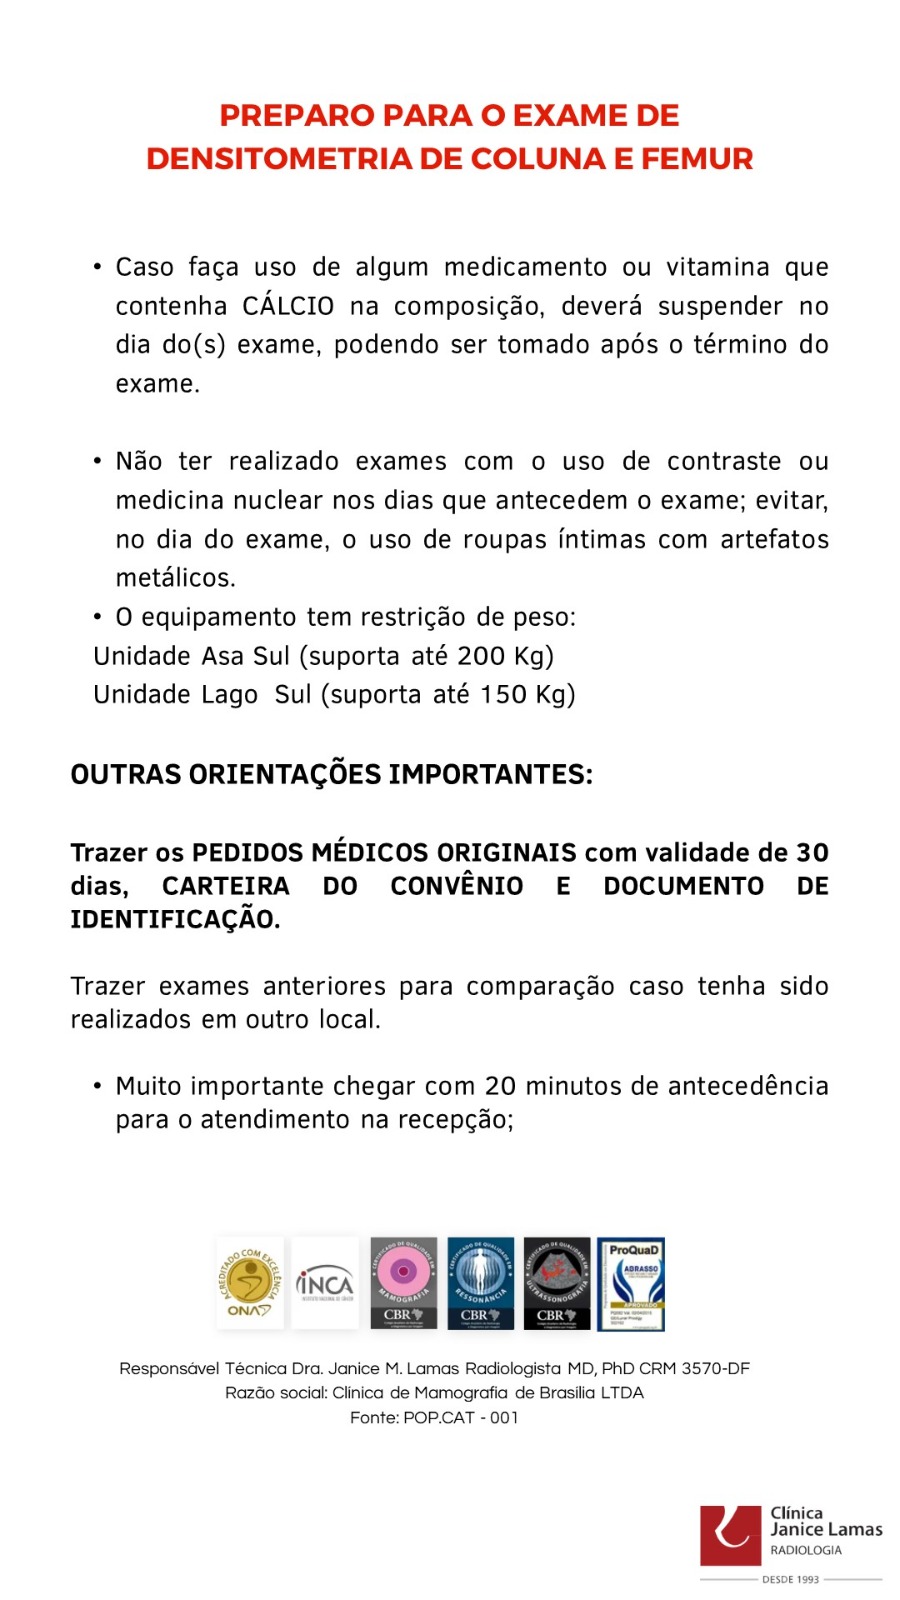 PREPARO PARA O EXAME DE
DENSITOMETRIA DE COLUNA E FEMUR
• Caso faça uso de algum medicamento ou vitamina que
contenha CÁLCIO na composição, deverá suspender no
dia do(s) exame, podendo ser tomado após o término do
exame.
• Não ter realizado exames com o uso de contraste ou
medicina nuclear nos dias que antecedem o exame; evitar,
no dia do exame, o uso de roupas íntimas com artefatos
metálicos.
• O equipamento tem restrição de peso:
Unidade Asa Sul (suporta até 200 Kg)
Unidade Lago Sul (suporta até 150 Kg)
OUTRAS ORIENTAÇÕES IMPORTANTES:
Trazer os PEDIDOS MÉDICOS ORIGINAIS com validade de 30
dias, CARTEIRA DO CONVÊNIO E DOCUMENTO DE
IDENTIFICAÇÃO.
Trazer exames anteriores para comparação caso tenha sido
realizados em outro local.
• Muito importante chegar com 20 minutos de antecedência
para o atendimento na recepção;
ACREDITADO COM EXCELÊNCIA
ONA
INCA
CERTIFICADO DE QUALIDADE EM
MAMOGRAFIA
CBR
CERTIFICADO DE QUALIDADE EM
RESSONÂNCIA
CBR
CERTIFICADO DE QUALIDADE EM
ULTRASSONOGRAFIA
CBR
ProQuaD
ABRASSO
APROVADO
Responsável Técnica Dra. Janice M. Lamas Radiologista MD, PhD CRM 3570-DF
Razão social: Clínica de Mamografia de Brasilia LTDA
Fonte: POP.CAT - 001
Clínica
Janice Lamas
RADIOLOGIA
DESDE 1993